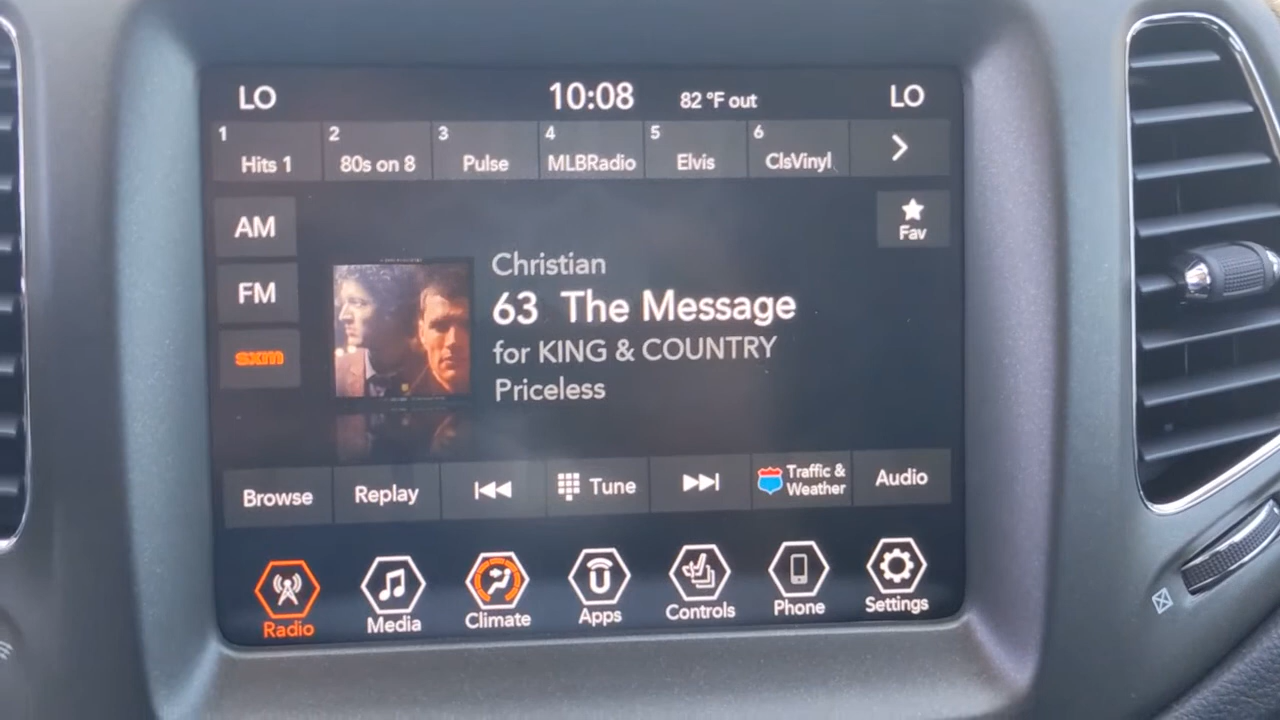 LO 10:08 82 °F out LO
1 2 3 4 5 6
Hits 1 80s on 8 Pulse MLBRadio Elvis ClsVinyl
AM
Fav
FM
sxm
Christian
63 The Message
for KING & COUNTRY
Priceless
Browse Replay Tune Traffic & Weather Audio
Radio Media Climate Apps Controls Phone Settings